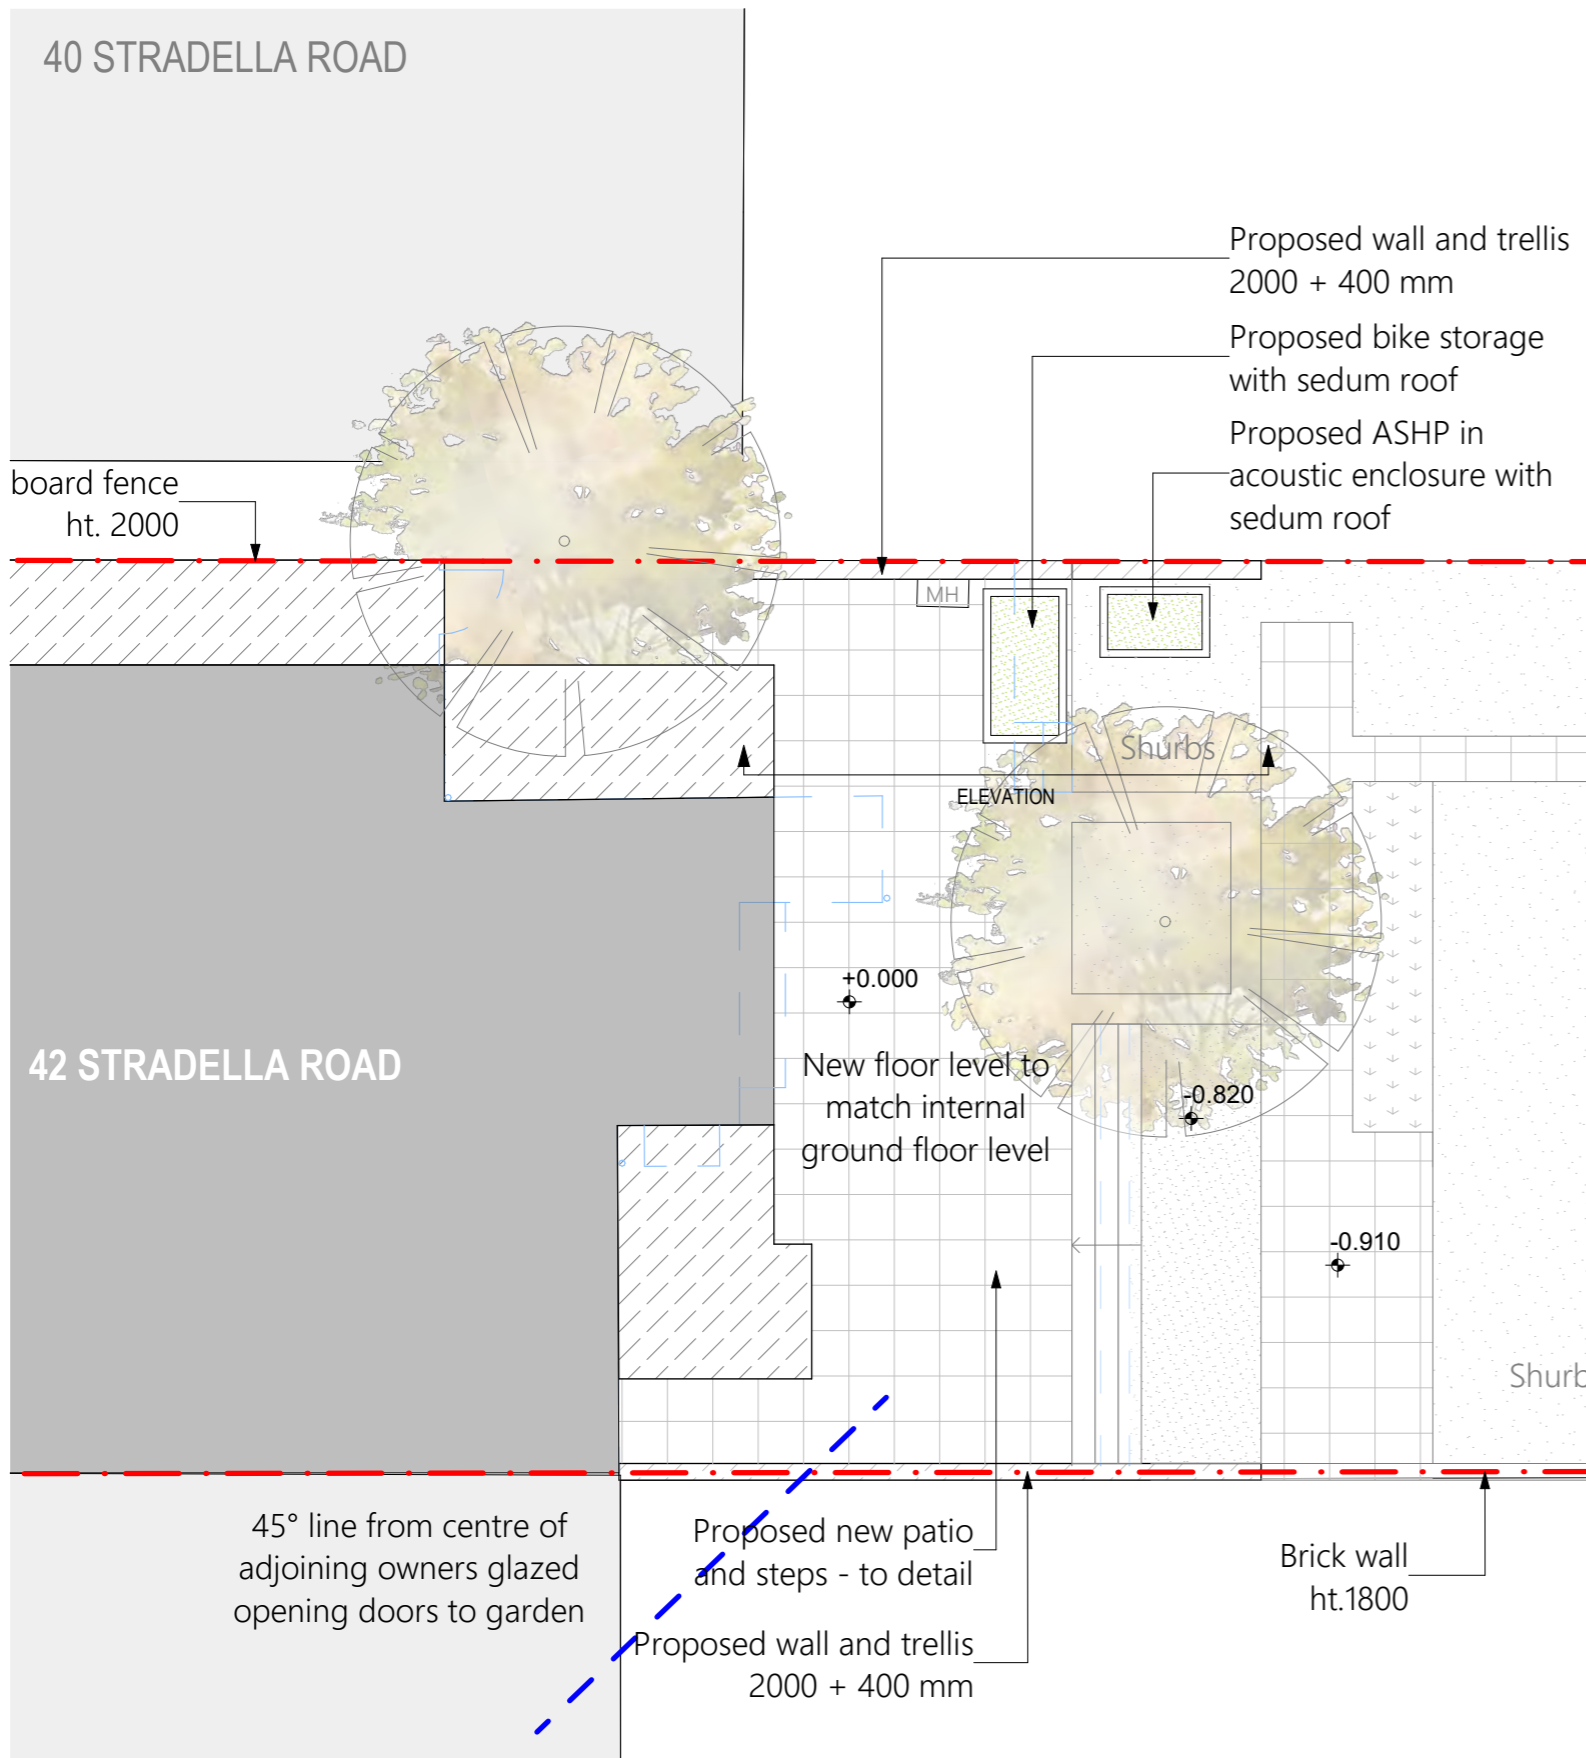 40 STRADELLA ROAD
Proposed wall and trellis
2000 + 400 mm
Proposed bike storage
with sedum roof
Proposed ASHP in
acoustic enclosure with
sedum roof
board fence
ht. 2000
MH
Shurbs
ELEVATION
+0.000
42 STRADELLA ROAD
New floor level to
match internal
ground floor level
-0.820
-0.910
Shurb
45° line from centre of
adjoining owners glazed
opening doors to garden
Proposed new patio
and steps - to detail
Proposed wall and trellis
2000 + 400 mm
Brick wall
ht.1800